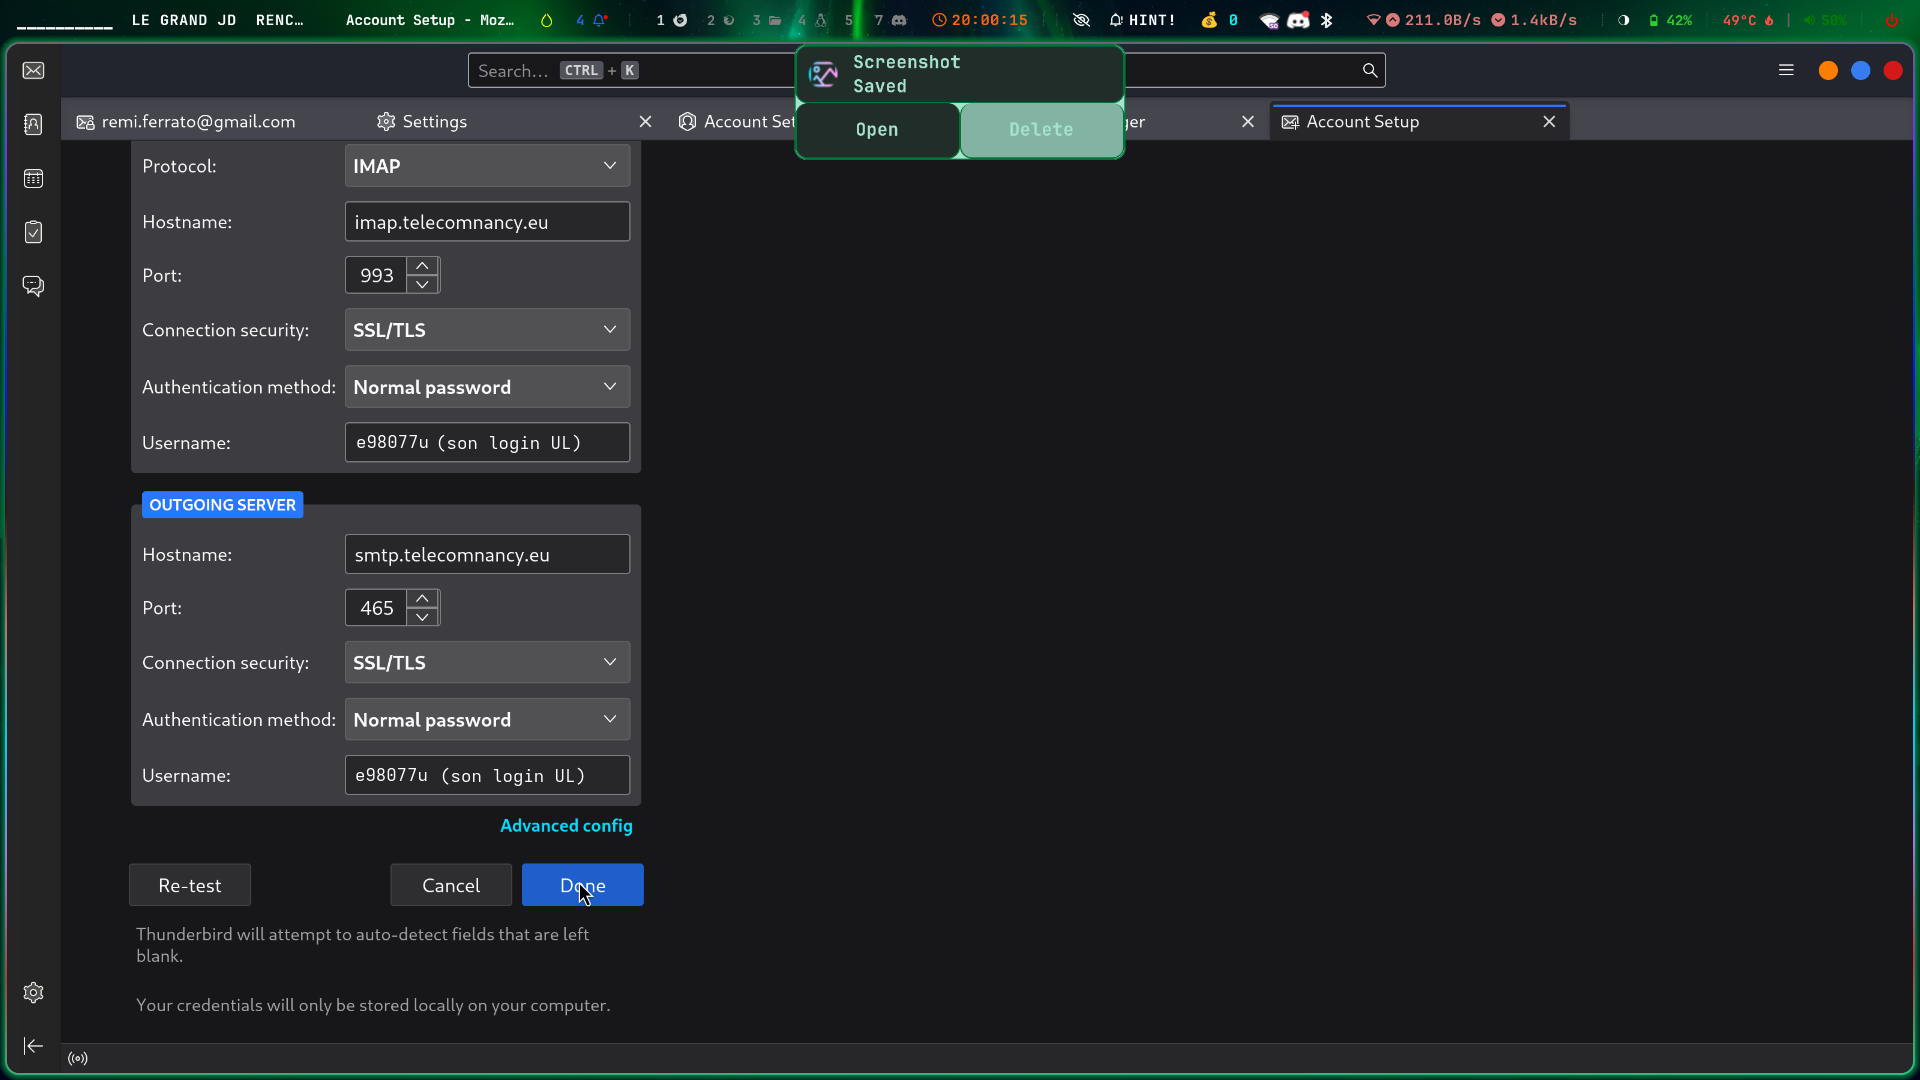 LE GRAND JD RENC… Account Setup - Moz… 4 1 2 3 4 5 7 20:00:15 HINT! 0 211.0B/s 1.4kB/s 42% 49°C 50%
Search… CTRL + K
Screenshot
Saved
Open Delete
remi.ferrato@gmail.com Settings Account Set ger Account Setup
Protocol: IMAP
Hostname: imap.telecomnancy.eu
Port: 993
Connection security: SSL/TLS
Authentication method: Normal password
Username: e98077u (son login UL)
OUTGOING SERVER
Hostname: smtp.telecomnancy.eu
Port: 465
Connection security: SSL/TLS
Authentication method: Normal password
Username: e98077u (son login UL)
Advanced config
Re-test Cancel Done
Thunderbird will attempt to auto-detect fields that are left
blank.
Your credentials will only be stored locally on your computer.